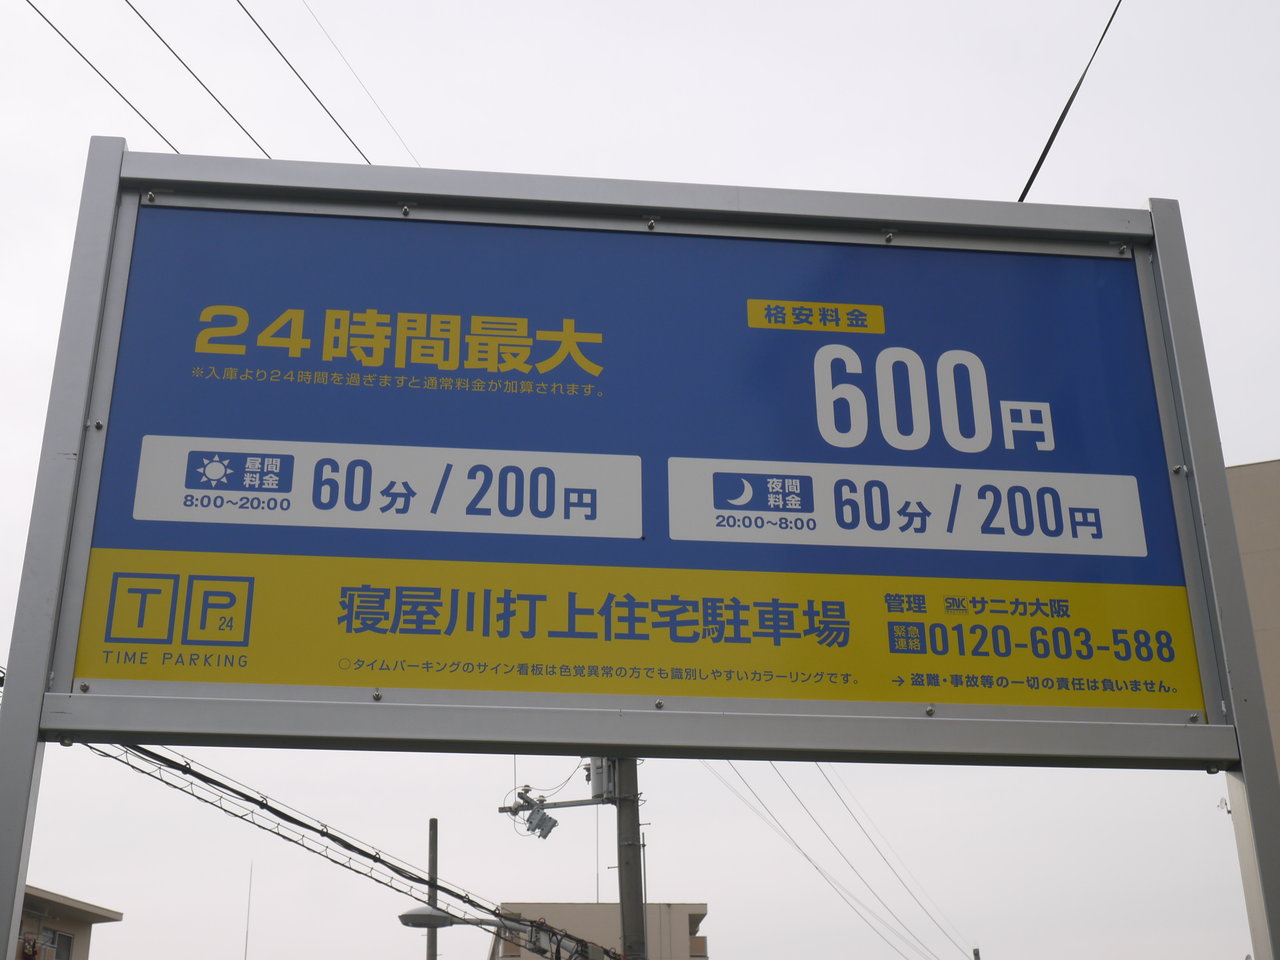 24時間最大
※入庫より24時間を過ぎますと通常料金が加算されます。
格安料金
600円
昼間料金
8:00～20:00
60分 / 200円
夜間料金
20:00～8:00
60分 / 200円
T P24
TIME PARKING
寝屋川打上住宅駐車場
○タイムパーキングのサイン看板は色覚異常の方でも識別しやすいカラーリングです。
管理 SNC サニカ大阪
緊急連絡 0120-603-588
→ 盗難・事故等の一切の責任は負いません。